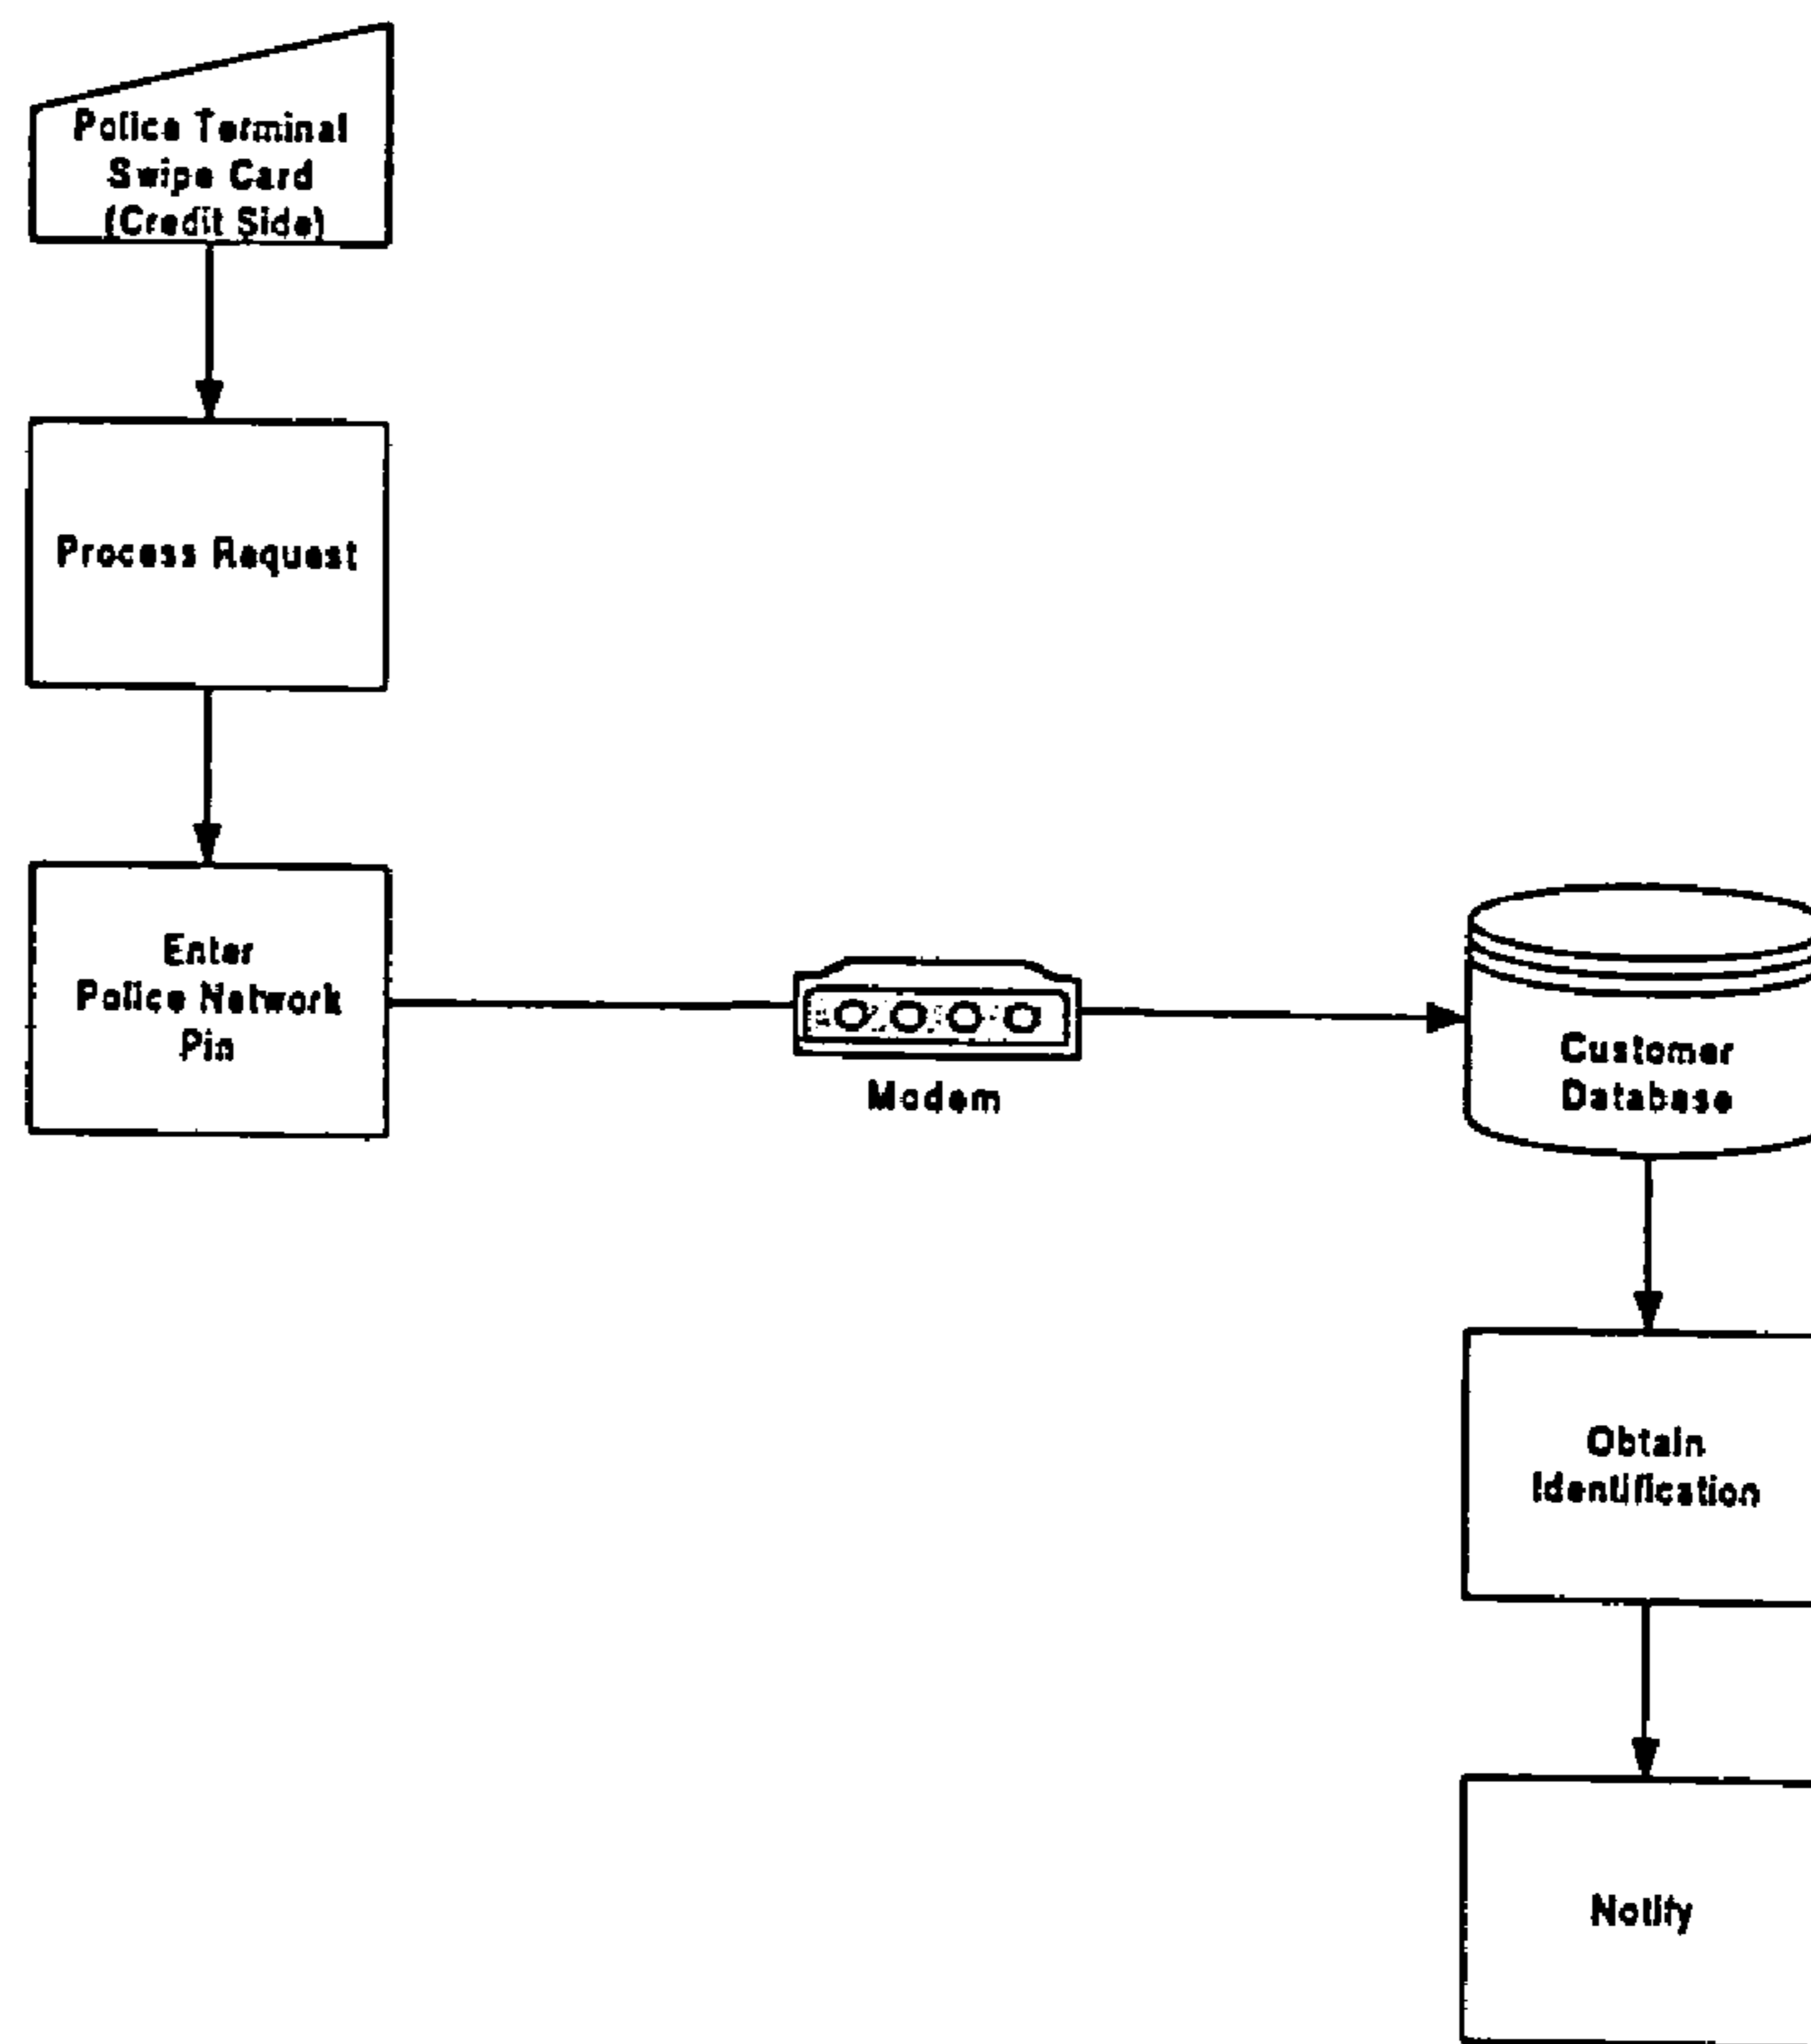 Police Terminal
Swipe Card
(Credit Side)
Process Request
Enter
Police Network
Pin
Modem
Customer
Database
Obtain
Identification
Notify